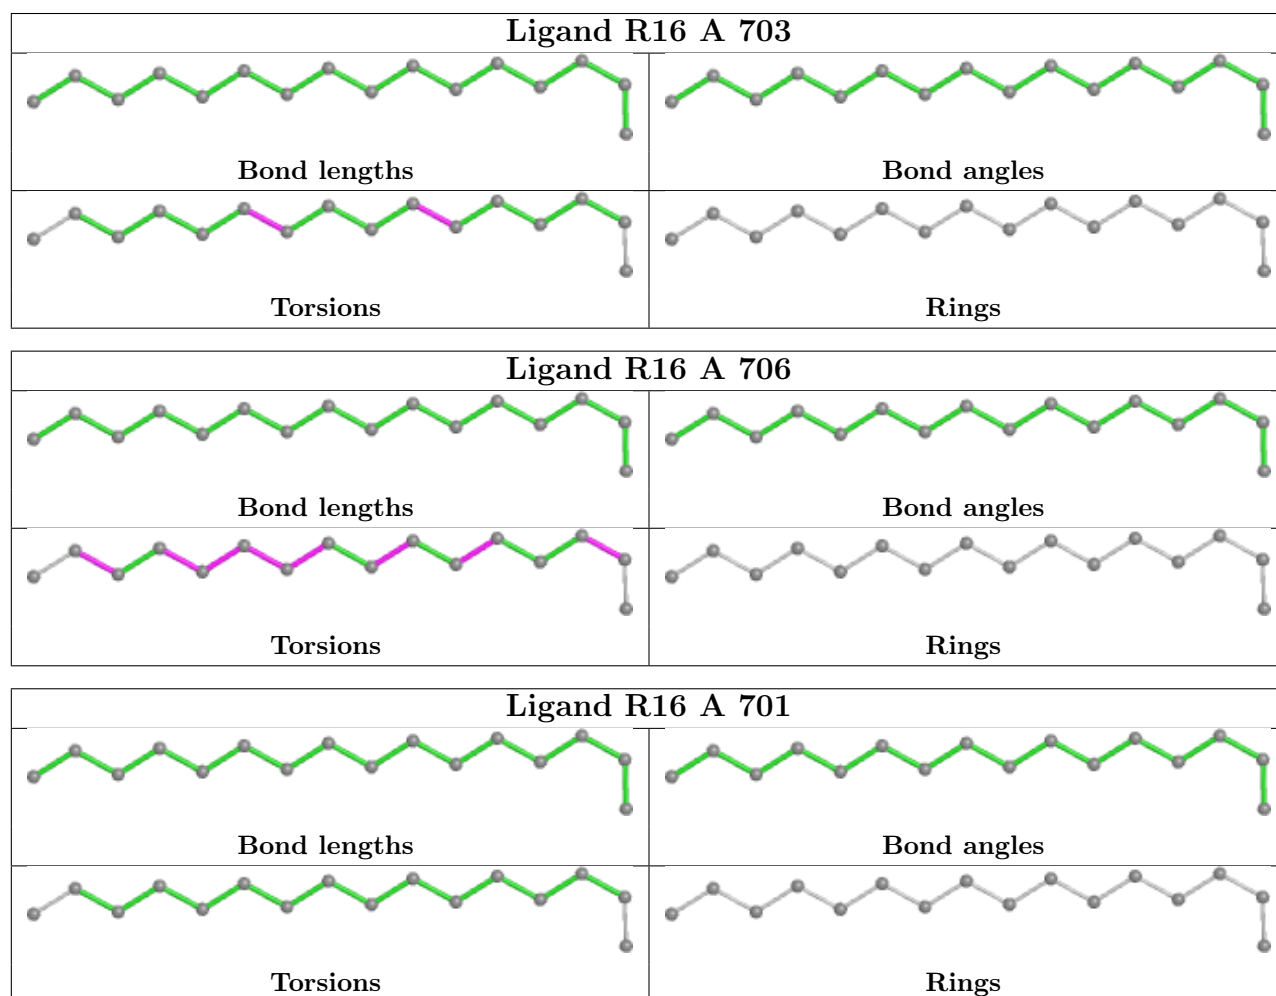 Ligand R16 A 703
Bond lengths
Bond angles
Torsions
Rings
Ligand R16 A 706
Bond lengths
Bond angles
Torsions
Rings
Ligand R16 A 701
Bond lengths
Bond angles
Torsions
Rings